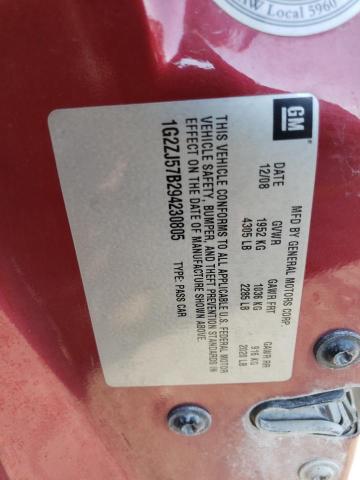 UAW Local 5960
GM
MFD BY GENERAL MOTORS CORP.
DATE GVWR GAWR FRT GAWR RR
12/08 1952 KG 1036 KG 916 KG
4305 LB 2285 LB 2020 LB
THIS VEHICLE CONFORMS TO ALL APPLICABLE U.S. FEDERAL MOTOR
VEHICLE SAFETY, BUMPER, AND THEFT PREVENTION STANDARDS IN
EFFECT ON THE DATE OF MANUFACTURE SHOWN ABOVE.
1G2ZJ57B294230805 TYPE: PASS CAR